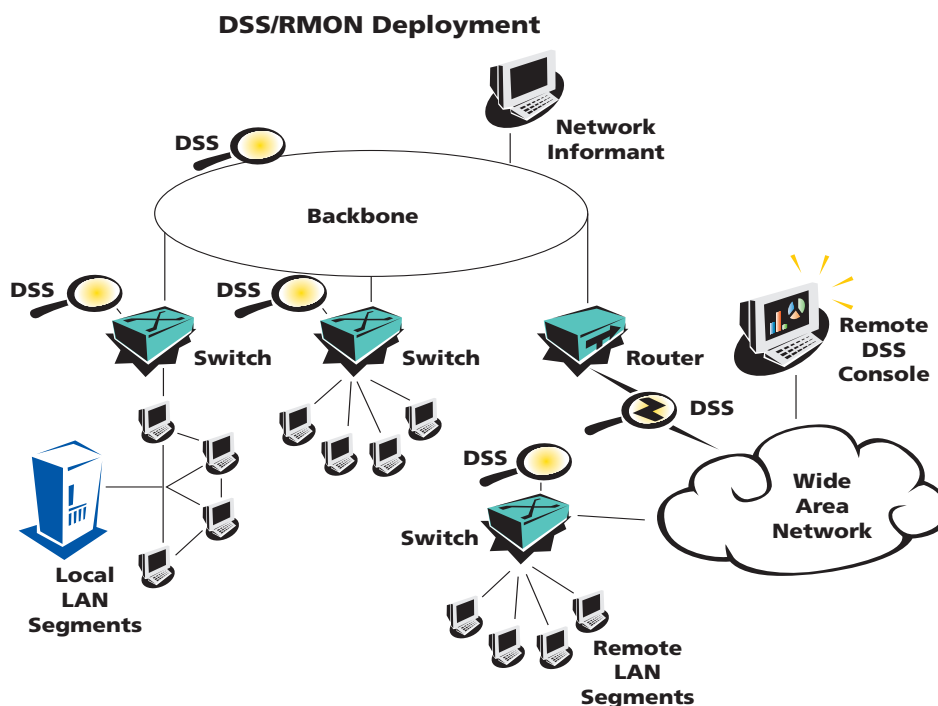 DSS/RMON Deployment
Network
Informant
DSS
Backbone
DSS
DSS
Switch
Switch
Router
Remote
DSS
Console
DSS
DSS
Wide
Area
Network
Switch
Local
LAN
Segments
Remote
LAN
Segments